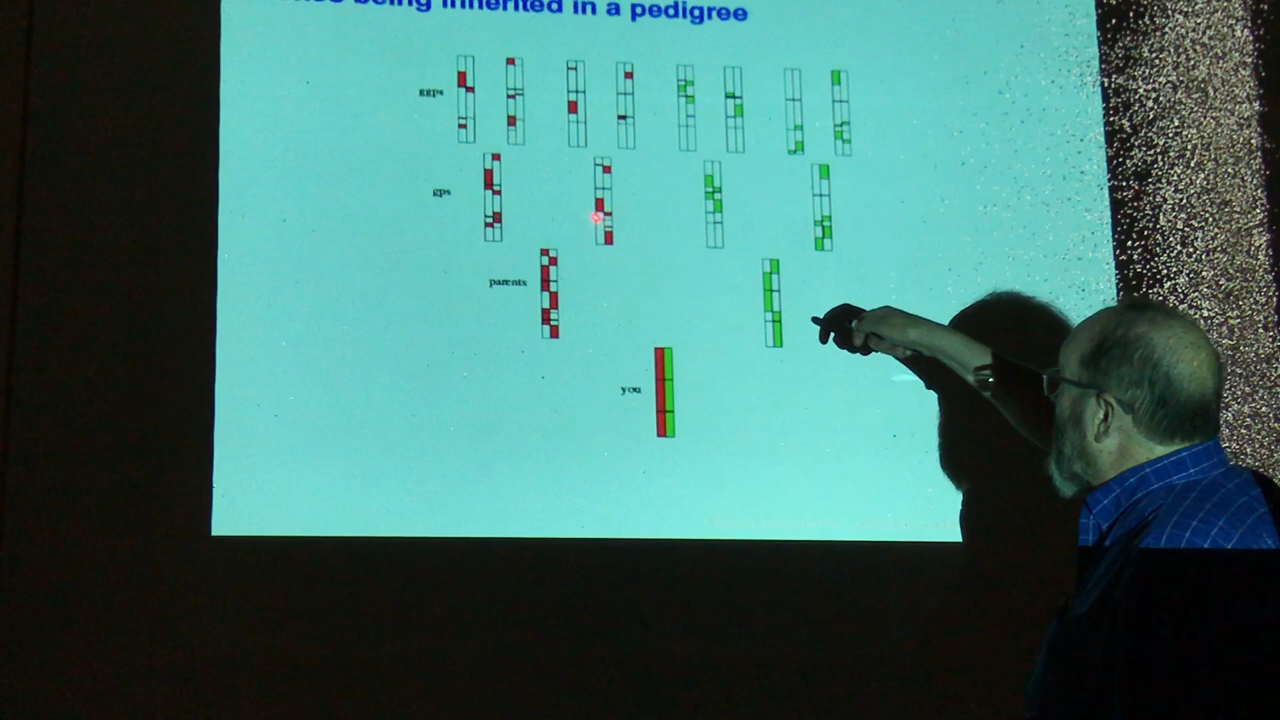 being inherited in a pedigree
ggps
gps
parents
you